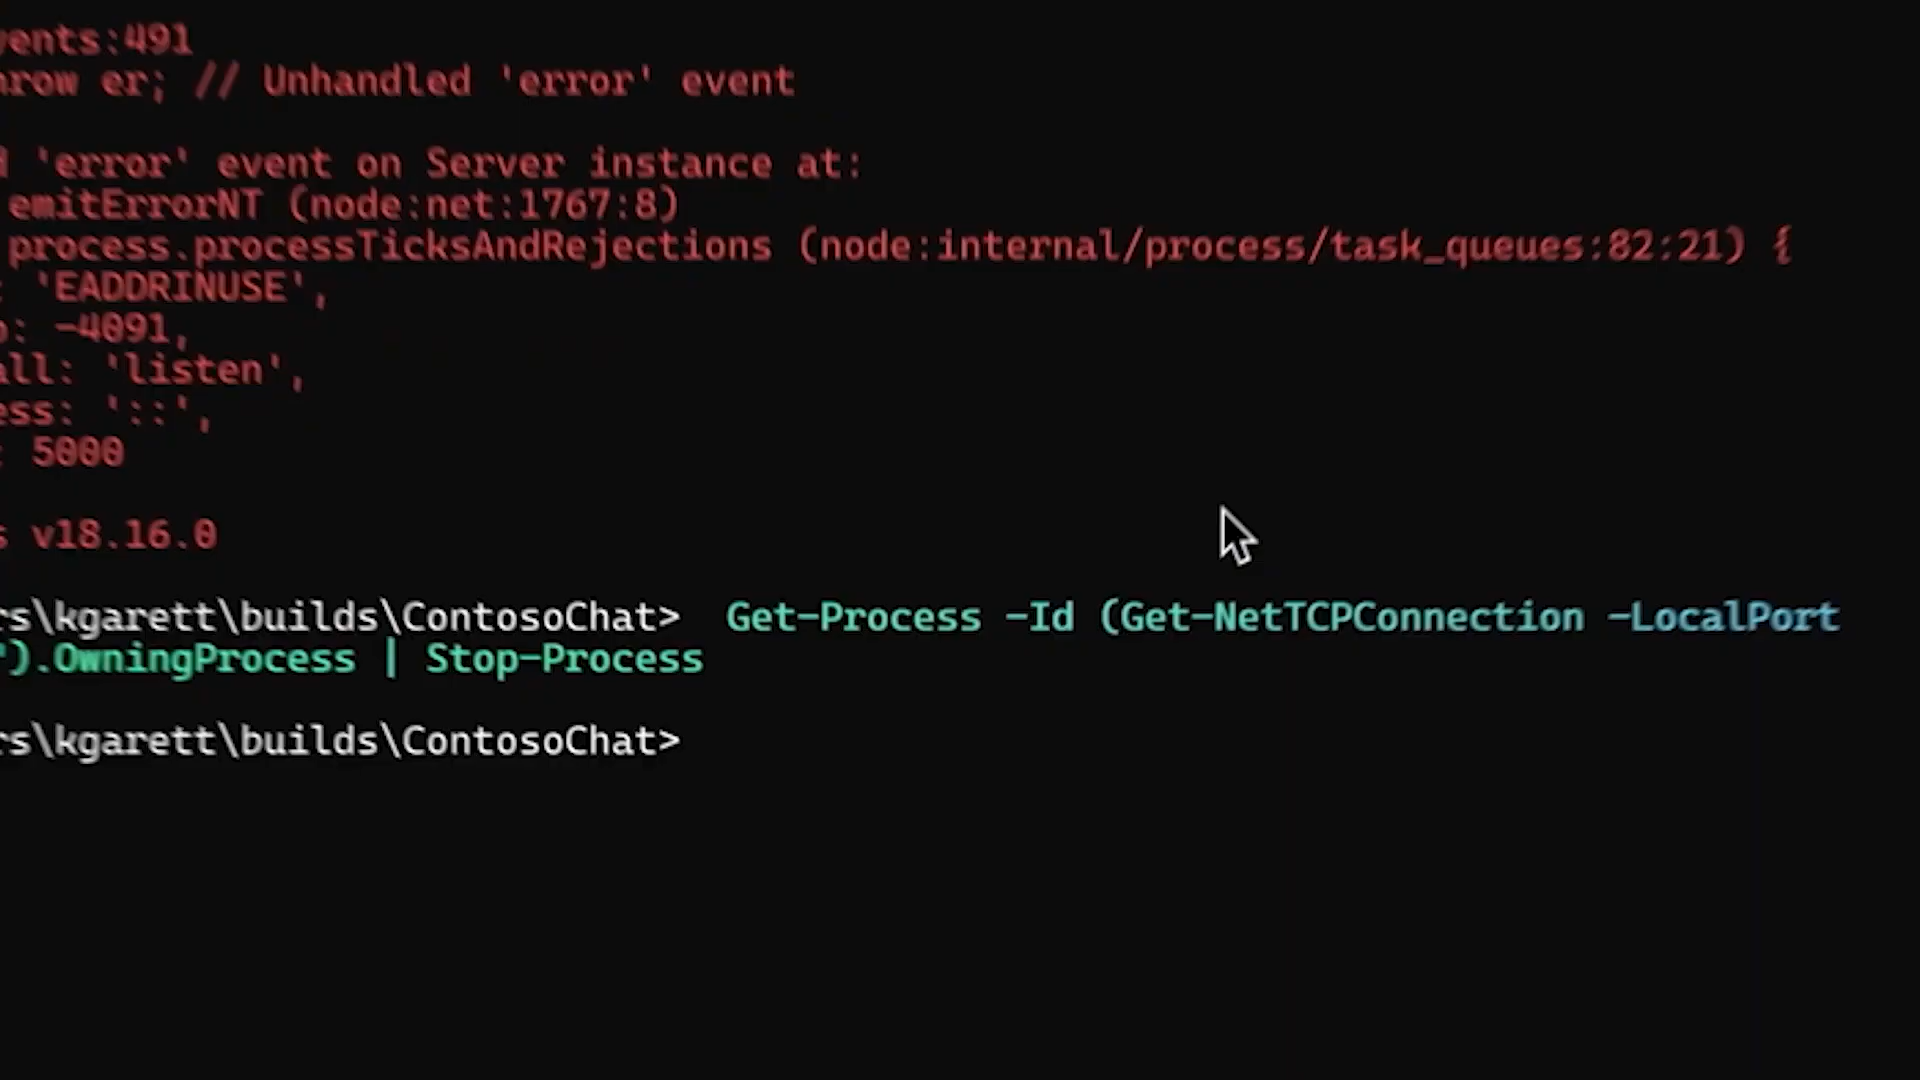 vents:491
hrow er; // Unhandled 'error' event
d 'error' event on Server instance at:
emitErrorNT (node:net:1767:8)
process.processTicksAndRejections (node:internal/process/task_queues:82:21) {
: 'EADDRINUSE',
o: -4091,
all: 'listen',
ess: '::',
: 5000
s v18.16.0
rs\kgarett\builds\ContosoChat> Get-Process -Id (Get-NetTCPConnection -LocalPort
").OwningProcess | Stop-Process
rs\kgarett\builds\ContosoChat>